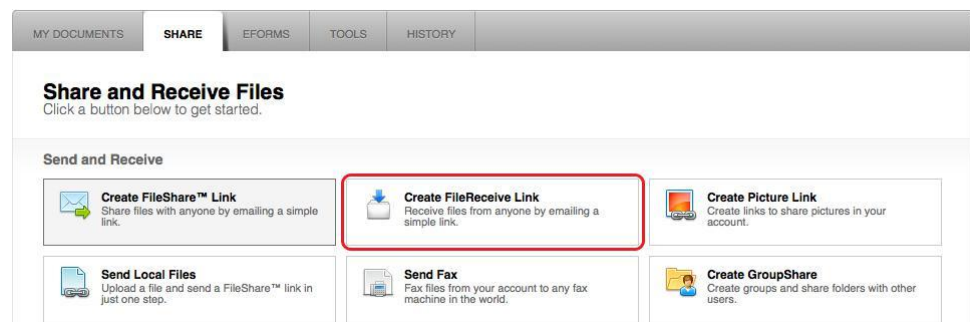 MY DOCUMENTS SHARE EFORMS TOOLS HISTORY
Share and Receive Files
Click a button below to get started.
Send and Receive
Create FileShare™ Link
Share files with anyone by emailing a simple
link.
Create FileReceive Link
Receive files from anyone by emailing a
simple link.
Create Picture Link
Create links to share pictures in your
account.
Send Local Files
Upload a file and send a FileShare™ link in
just one step.
Send Fax
Fax files from your account to any fax
machine in the world.
Create GroupShare
Create groups and share folders with other
users.